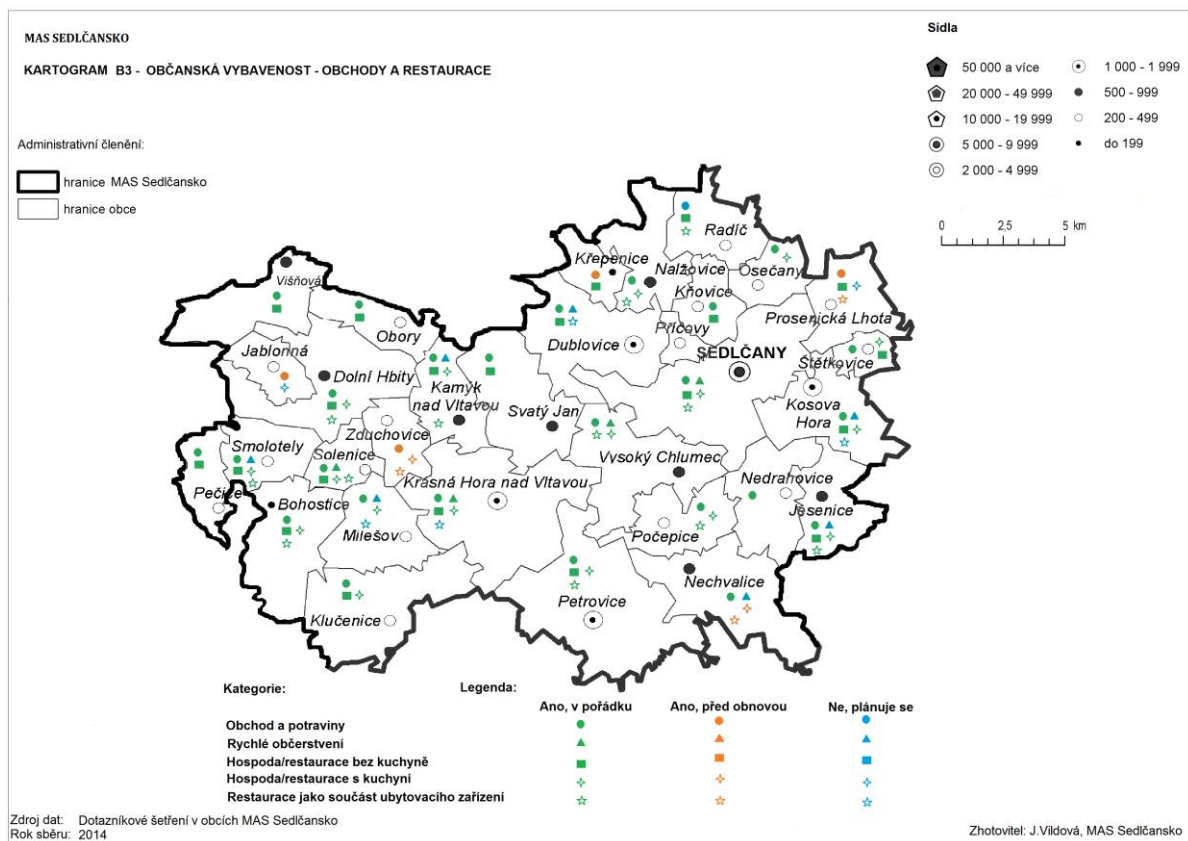 MAS SEDLČANSKO
KARTOGRAM B3 - OBČANSKÁ VYBAVENOST - OBCHODY A RESTAURACE
Sídla
50 000 a více
1 000 - 1 999
20 000 - 49 999
500 - 999
10 000 - 19 999
200 - 499
5 000 - 9 999
do 199
2 000 - 4 999
Administrativní členění:
hranice MAS Sedlčansko
hranice obce
0 2,5 5 km
Radíč
Křepenice
Osečany
Nalžovice
Višňová
Kňovice
Prosenická Lhota
Obory
Příčovy
Dublovice
Jablonná
SEDLČANY
Štětkovice
Dolní Hbity
Kamýk
nad Vltavou
Kosova
Hora
Svatý Jan
Zduchovice
Smolotely
Solenice
Vysoký Chlumec
Krásná Hora nad Vltavou
Nedrahovice
Pečice
Bohostice
Jesenice
Milešov
Počepice
Nechvalice
Petrovice
Klučenice
Kategorie:
Legenda:
Ano, v pořádku
Ano, před obnovou
Ne, plánuje se
Obchod a potraviny
Rychlé občerstvení
Hospoda/restaurace bez kuchyně
Hospoda/restaurace s kuchyní
Restaurace jako součást ubytovacího zařízení
Zdroj dat: Dotazníkové šetření v obcích MAS Sedlčansko
Rok sběru: 2014
Zhotovitel: J.Vildová, MAS Sedlčansko